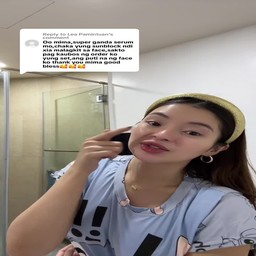 Reply to Lea Pamintuan's
comment
Oo mima,super ganda serum
mo,chaka yung sunblock ndi
xia malagkit sa face,sakto
pag kaubos ng order ko
yung set,ang puti na ng face
ko thank you mima good
bless🥰🥰🥰